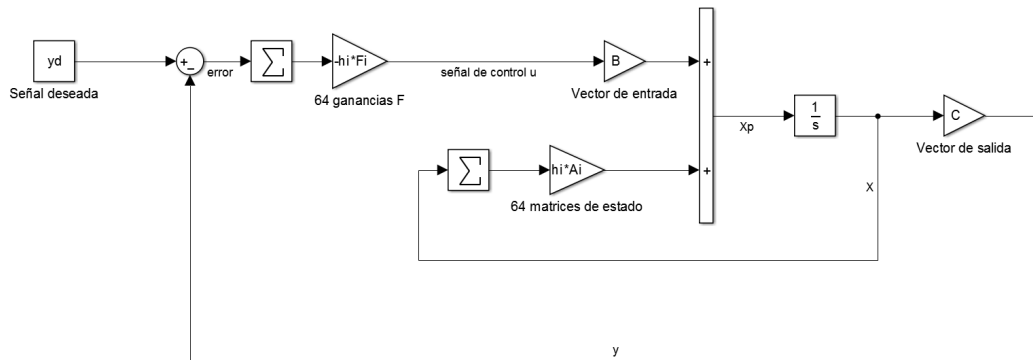 yd
Señal deseada
+
−
error
∑
-hi*Fi
64 ganancias F
señal de control u
B
Vector de entrada
+
+
Xp
1
s
C
Vector de salida
X
∑
hi*Ai
64 matrices de estado
y